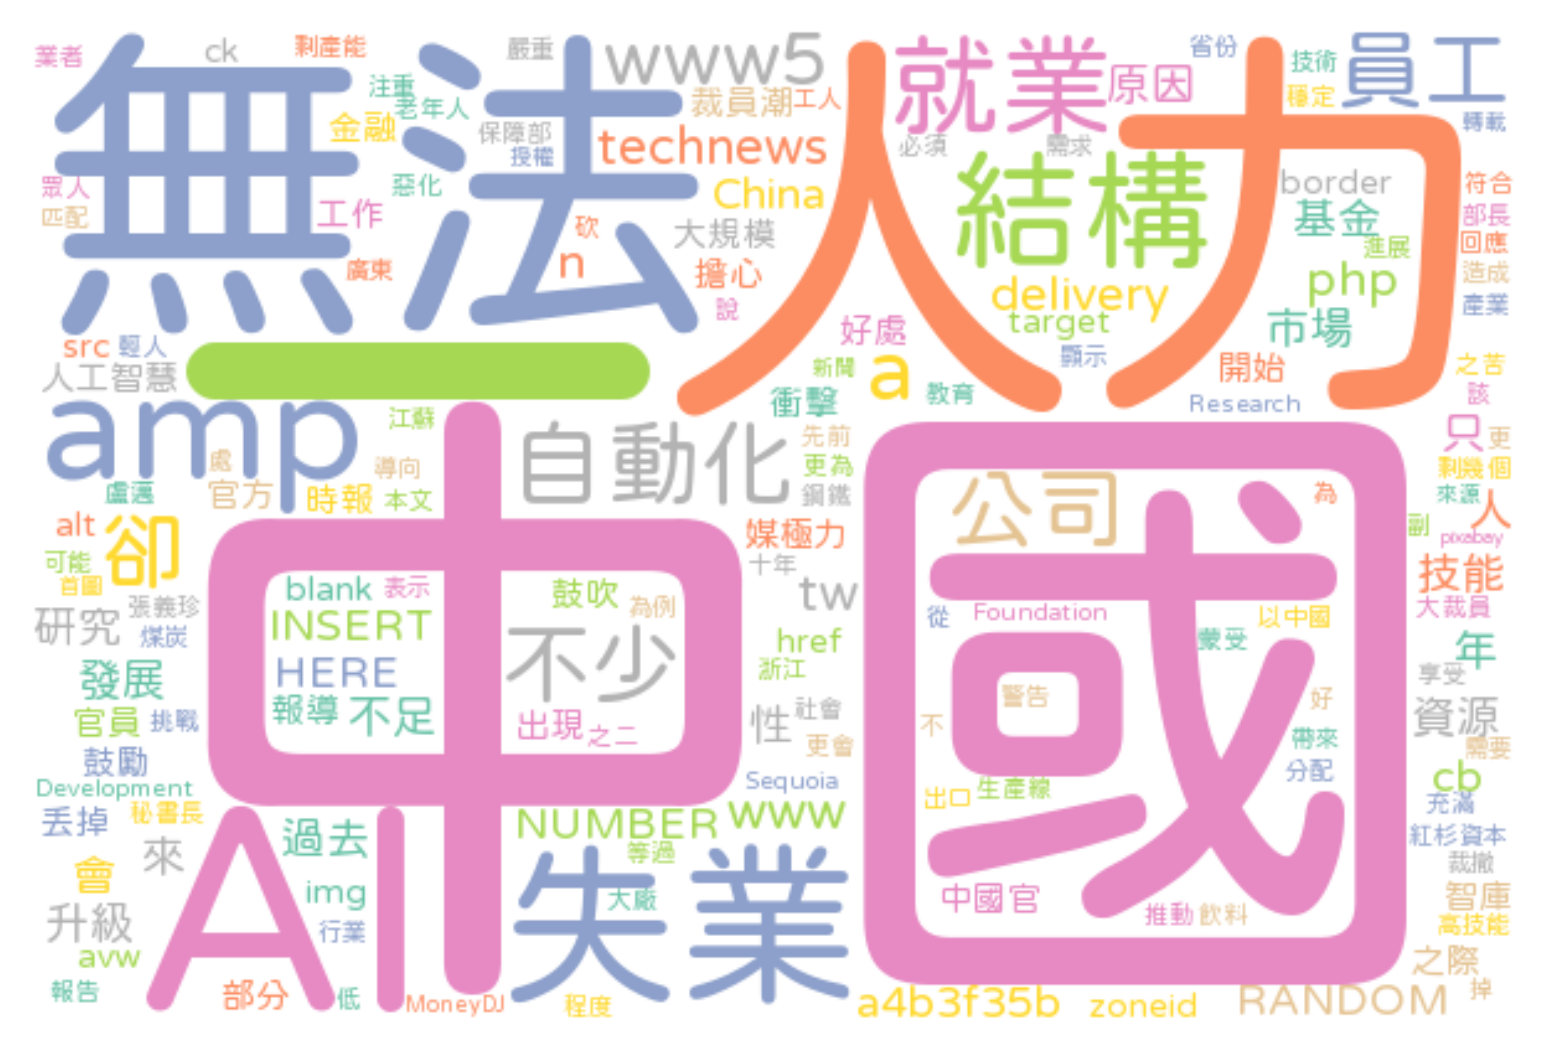 業者
ck
剩產能
嚴重
www5
就業
原因
省份
技術
員工
無法
人力
注重
老年人
裁員潮
工人
穩定
轉載
金融
保障部
授權
technews
必須
需求
結構
border
符合
眾人
匹配
惡化
China
基金
部長
工作
砍
大規模
進展
回應
廣東
n
擔心
delivery
php
造成
說
target
市場
產業
src
輕人
一
好處
顯示
人工智慧
新聞
a
開始
之苦
amp
江蘇
衝擊
教育
Research
該
處
導向
自動化
先前
只
更
盧邁
官方
時報
本文
更為
鋼鐵
中國
公司
為
剩幾個
來源
人
alt
卻
媒極力
副
pixabay
可能
首圖
blank
表示
鼓吹
為例
十年
tw
技能
研究
張義珍
煤炭
INSERT
不少
href
從
Foundation
以中國
大裁員
發展
HERE
浙江
蒙受
年
享受
官員
挑戰
報導
不足
出現
之二
性
社會
更會
不
警告
好
資源
帶來
需要
鼓勵
Development
Sequoia
生產線
分配
cb
丟掉
秘書長
NUMBER
www
出口
充滿
紅杉資本
來
過去
等過
裁撤
會
AI
img
失業
大廠
中國官
推動
飲料
智庫
升級
行業
高技能
avw
之際
報告
部分
低
MoneyDJ
程度
a4b3f35b
zoneid
RANDOM
掉